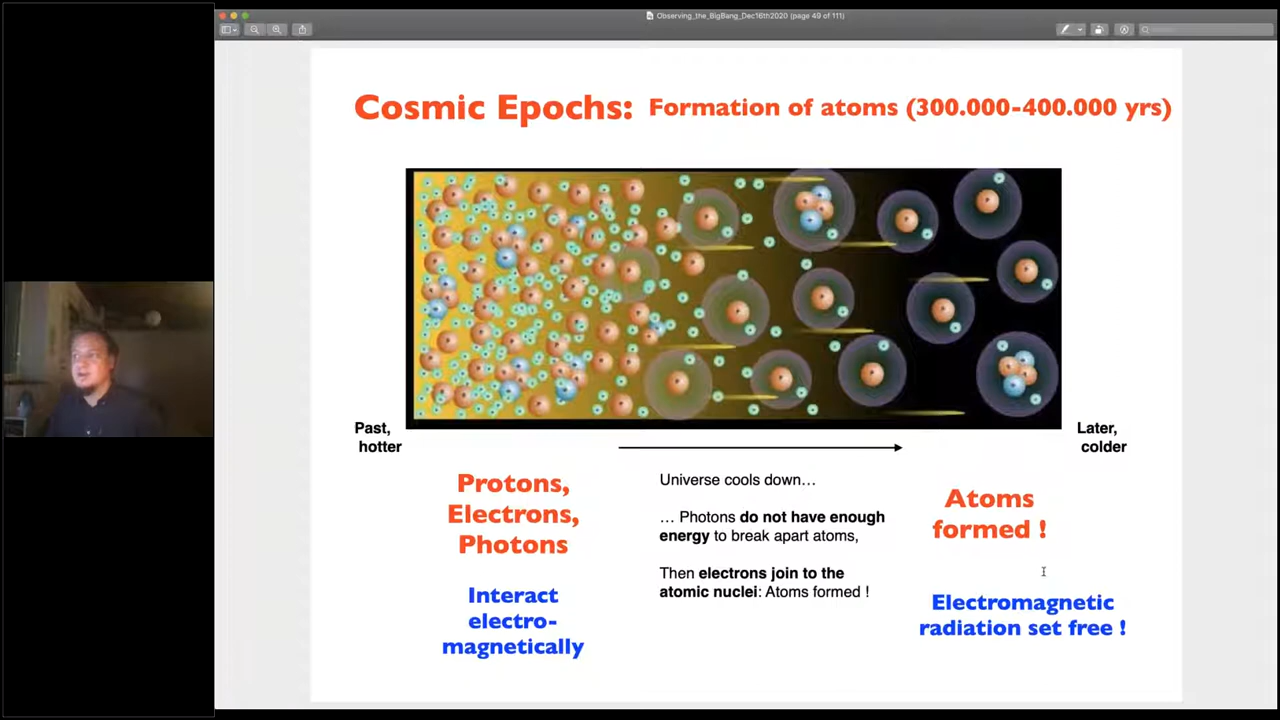 Observing_the_BigBang_Dec16th2020 (page 49 of 111)
Cosmic Epochs: Formation of atoms (300.000-400.000 yrs)
Past,
hotter
Later,
colder
Protons,
Electrons,
Photons
Interact
electro-
magnetically
Universe cools down...
... Photons do not have enough
energy to break apart atoms,
Then electrons join to the
atomic nuclei: Atoms formed !
Atoms
formed !
Electromagnetic
radiation set free !